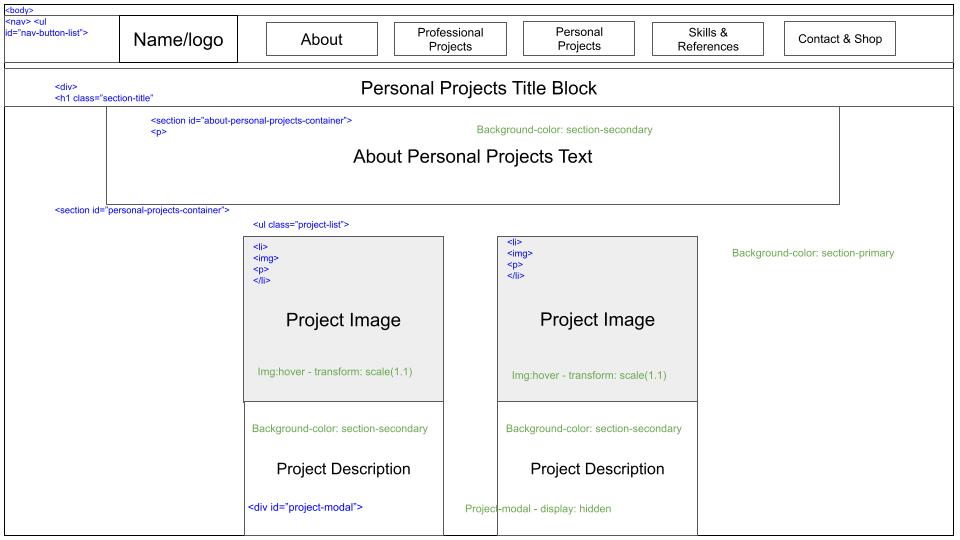 <body>
<nav> <ul
id="nav-button-list">
Name/logo
About
Professional
Projects
Personal
Projects
Skills &
References
Contact & Shop
<div>
<h1 class="section-title"
Personal Projects Title Block
<section id="about-personal-projects-container">
<p>
Background-color: section-secondary
About Personal Projects Text
<section id="personal-projects-container">
<ul class="project-list">
<li>
<img>
<p>
</li>
Project Image
Img:hover - transform: scale(1.1)
Background-color: section-secondary
Project Description
<div id="project-modal">
<li>
<img>
<p>
</li>
Project Image
Img:hover - transform: scale(1.1)
Background-color: section-secondary
Project Description
Project-modal - display: hidden
Background-color: section-primary